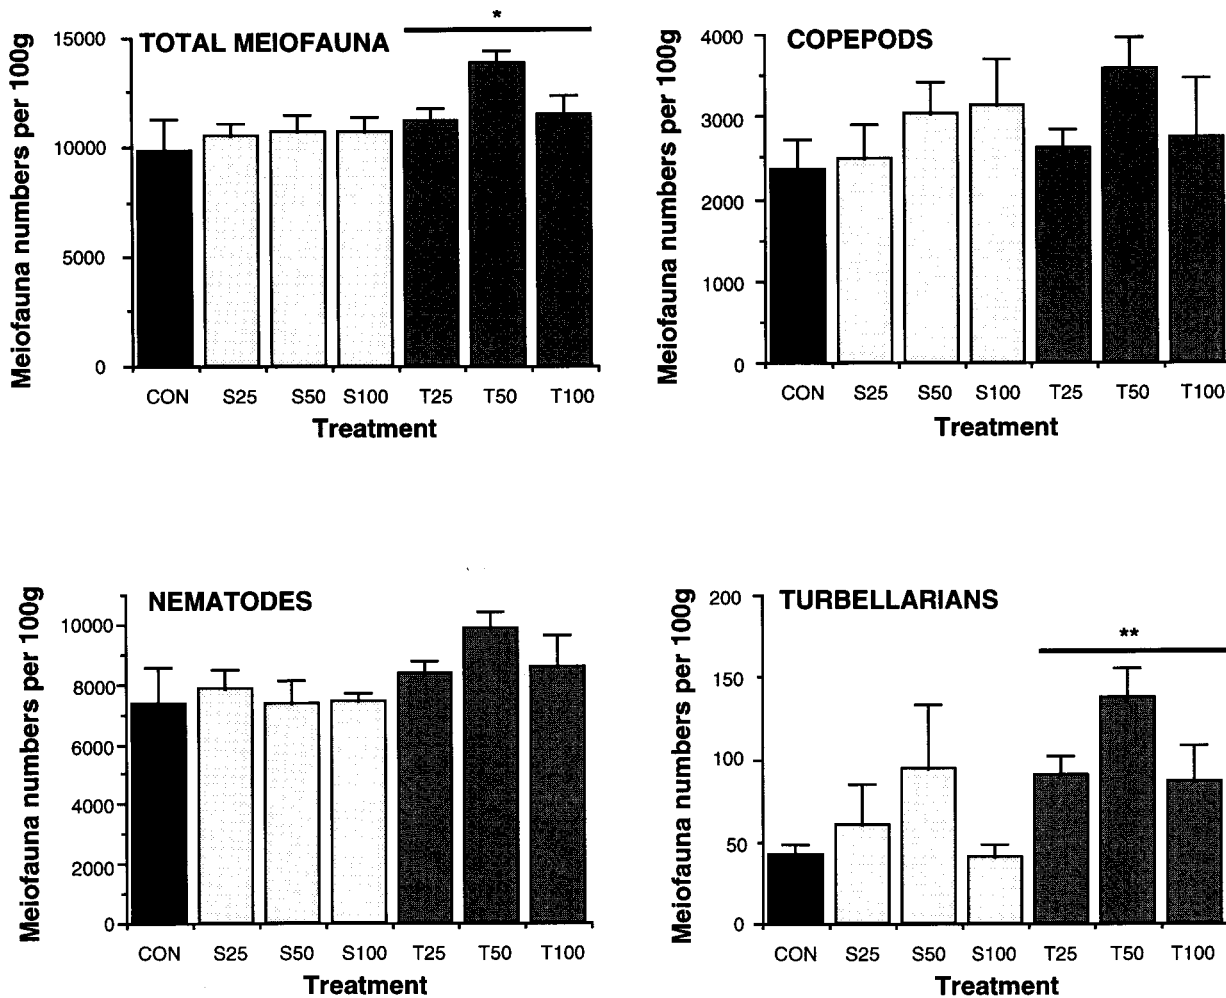 TOTAL MEIOFAUNA
*
Meiofauna numbers per 100g
15000
10000
5000
0
CON S25 S50 S100 T25 T50 T100
Treatment
COPEPODS
Meiofauna numbers per 100g
4000
3000
2000
1000
0
CON S25 S50 S100 T25 T50 T100
Treatment
NEMATODES
Meiofauna numbers per 100g
10000
8000
6000
4000
2000
0
CON S25 S50 S100 T25 T50 T100
Treatment
TURBELLARIANS
**
Meiofauna numbers per 100g
200
150
100
50
0
CON S25 S50 S100 T25 T50 T100
Treatment